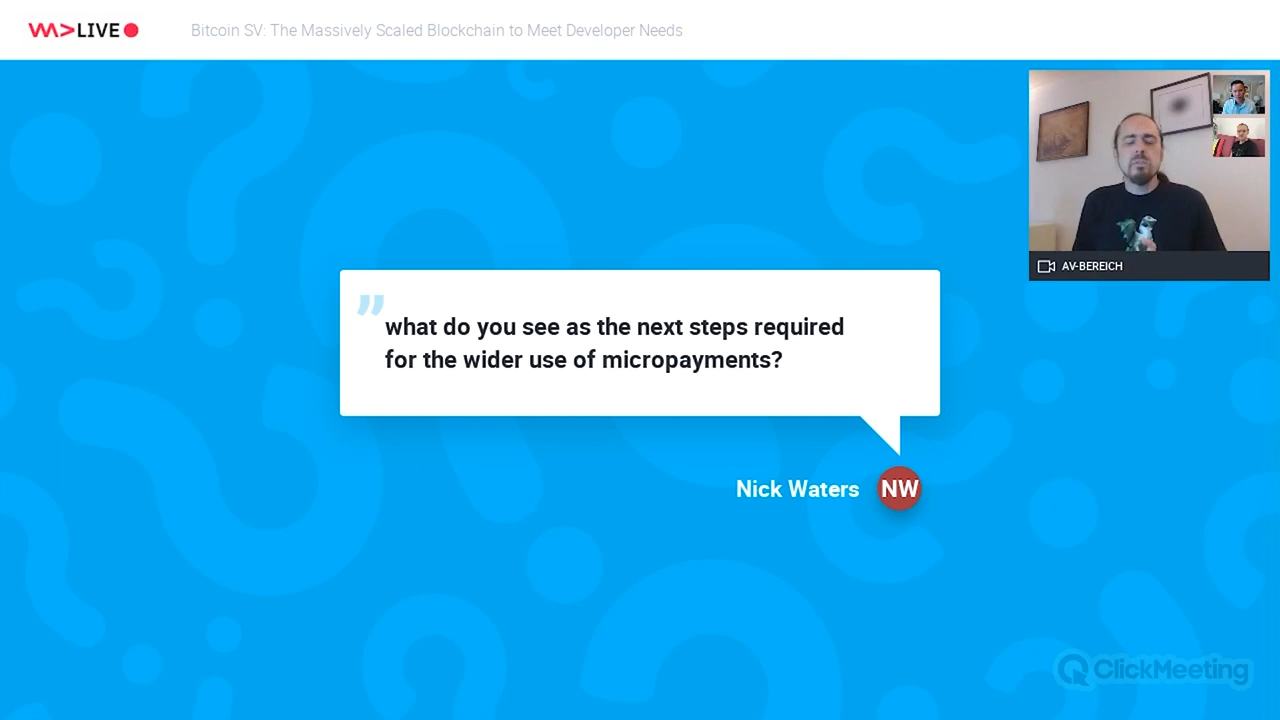 WA>LIVE
Bitcoin SV: The Massively Scaled Blockchain to Meet Developer Needs
AV-BEREICH
"what do you see as the next steps required
for the wider use of micropayments?
Nick Waters NW
ClickMeeting